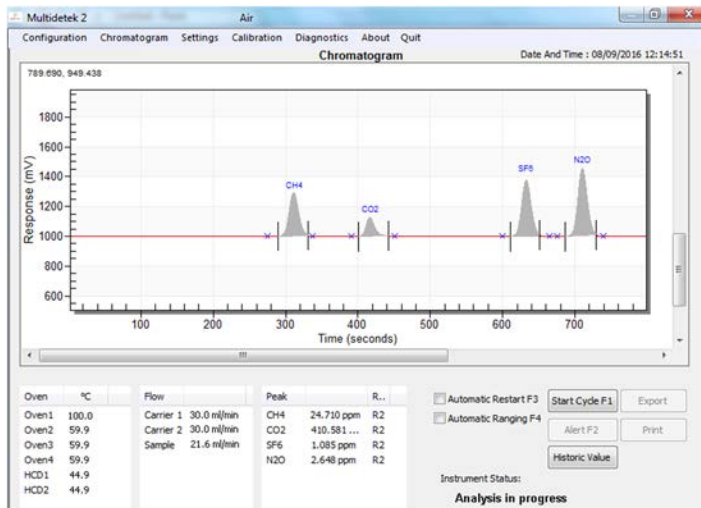 Multidetek 2 Air
Configuration Chromatogram Settings Calibration Diagnostics About Quit
Chromatogram Date And Time : 08/09/2016 12:14:51
789.690, 949.438
Response (mV)
1800
1600
1400
1200
1000
800
600
CH4
CO2
SF6
N2O
100 200 300 400 500 600 700
Time (seconds)
Oven °C
Oven1 100.0
Oven2 59.9
Oven3 59.9
Oven4 59.9
HCD1 44.9
HCD2 44.9
Flow
Carrier 1 30.0 ml/min
Carrier 2 30.0 ml/min
Sample 21.6 ml/min
Peak R..
CH4 24.710 ppm R2
CO2 410.581 ... R2
SF6 1.085 ppm R2
N2O 2.648 ppm R2
Automatic Restart F3
Automatic Ranging F4
Start Cycle F1 Export
Alert F2 Print
Historic Value
Instrument Status:
Analysis in progress